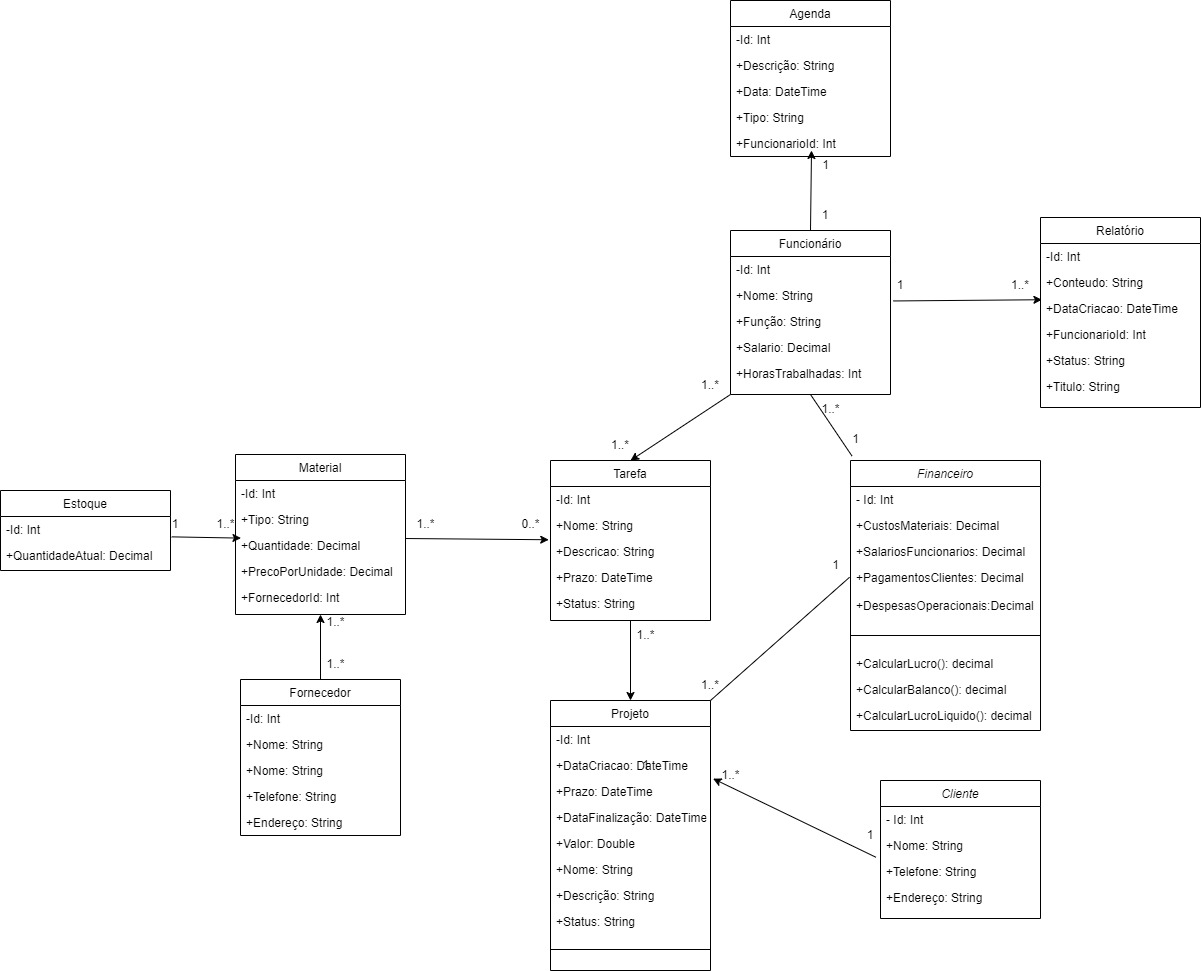 Agenda
-Id: Int
+Descrição: String
+Data: DateTime
+Tipo: String
+FuncionarioId: Int
1
1
Funcionário
-Id: Int
+Nome: String
+Função: String
+Salario: Decimal
+HorasTrabalhadas: Int
1
1..*
Relatório
-Id: Int
+Conteudo: String
+DataCriacao: DateTime
+FuncionarioId: Int
+Status: String
+Titulo: String
1..*
1..*
1..*
1
Estoque
-Id: Int
+QuantidadeAtual: Decimal
1
1..*
Material
-Id: Int
+Tipo: String
+Quantidade: Decimal
+PrecoPorUnidade: Decimal
+FornecedorId: Int
1..*
0..*
Tarefa
-Id: Int
+Nome: String
+Descricao: String
+Prazo: DateTime
+Status: String
Financeiro
- Id: Int
+CustosMateriais: Decimal
+SalariosFuncionarios: Decimal
+PagamentosClientes: Decimal
+DespesasOperacionais:Decimal
+CalcularLucro(): decimal
+CalcularBalanco(): decimal
+CalcularLucroLiquido(): decimal
1
1..*
1..*
1..*
1..*
Fornecedor
-Id: Int
+Nome: String
+Nome: String
+Telefone: String
+Endereço: String
Projeto
-Id: Int
+DataCriacao: DateTime
1
+Prazo: DateTime
+DataFinalização: DateTime
+Valor: Double
+Nome: String
+Descrição: String
+Status: String
1..*
1
Cliente
- Id: Int
+Nome: String
+Telefone: String
+Endereço: String